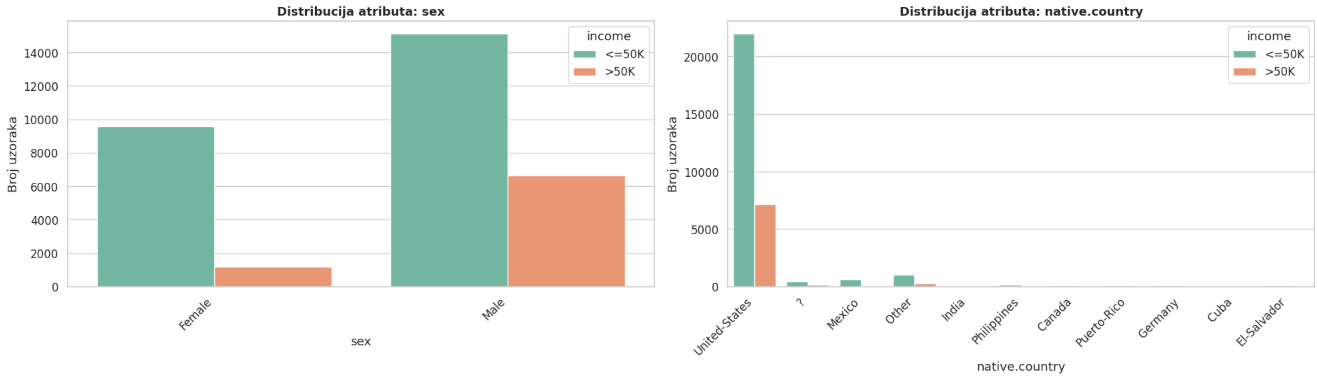 Distribucija atributa: sex
14000
12000
10000
8000
6000
4000
2000
0
Broj uzoraka
income
<=50K
>50K
Female
Male
sex
Distribucija atributa: native.country
20000
15000
10000
5000
0
Broj uzoraka
income
<=50K
>50K
United-States
?
Mexico
Other
India
Philippines
Canada
Puerto-Rico
Germany
Cuba
El-Salvador
native.country